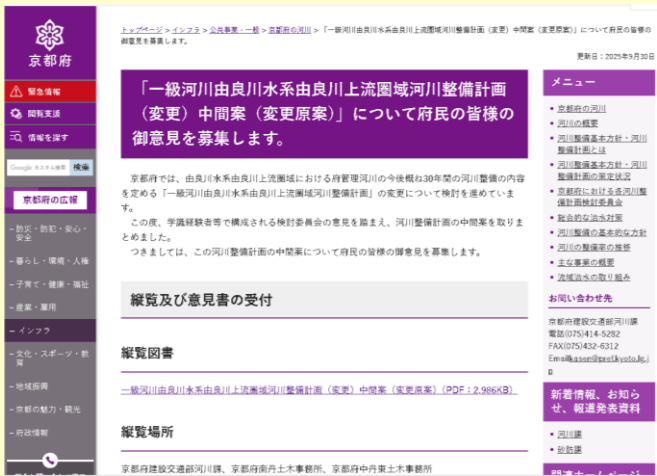 トップページ > インフラ > 公共事業・一般 > 京都府の河川 > 「一級河川由良川水系由良川上流圏域河川整備計画（変更）中間案（変更原案）」について府民の皆様の
御意見を募集します。
更新日：2025年9月30日
京都府
緊急情報
閲覧支援
情報を探す
Google カスタム検索 検索
京都府の広報
防災・防犯・安心・
安全
暮らし・環境・人権
子育て・健康・福祉
産業・雇用
インフラ
文化・スポーツ・教
育
地域振興
京都の魅力・観光
府政情報
「一級河川由良川水系由良川上流圏域河川整備計画
（変更）中間案（変更原案）」について府民の皆様の
御意見を募集します。
京都府では、由良川水系由良川上流圏域における府管理河川の今後概ね30年間の河川整備の内容
を定める「一級河川由良川水系由良川上流圏域河川整備計画」の変更について検討を進めていま
す。
この度、学識経験者等で構成される検討委員会の意見を踏まえ、河川整備計画の中間案を取りま
とめました。
つきましては、この河川整備計画の中間案について府民の皆様の御意見を募集します。
縦覧及び意見書の受付
縦覧図書
一級河川由良川水系由良川上流圏域河川整備計画（変更）中間案（変更原案）（PDF：2,986KB）
縦覧場所
京都府建設交通部河川課、京都府南丹土木事務所、京都府中丹東土木事務所
メニュー
京都府の河川
河川の概要
河川整備基本方針・河川
整備計画とは
河川整備基本方針・河川
整備計画の策定状況
京都府における各河川整
備計画検討委員会
総合的な治水対策
河川整備の基本的な方針
河川の整備率の推移
主な事業の概要
流域治水の取り組み
お問い合わせ先
京都府建設交通部河川課
電話(075)414-5282
FAX(075)432-6312
Email:kasen@pref.kyoto.lg.j
p
新着情報、お知ら
せ、報道発表資料
河川課
砂防課
関連ホームページ